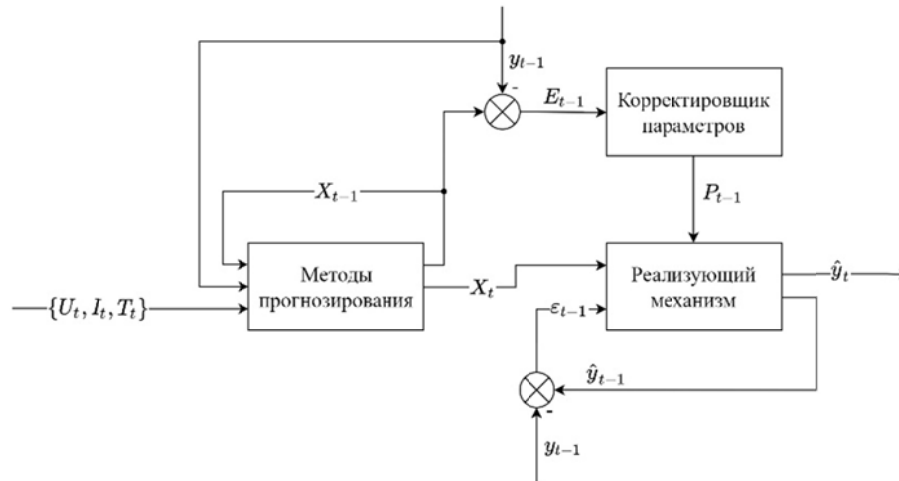 y_{t-1}
-
E_{t-1}
Корректировщик
параметров
X_{t-1}
P_{t-1}
Методы
прогнозирования
X_t
Реализующий
механизм
ŷ_t
{U_t, I_t, T_t}
ε_{t-1}
ŷ_{t-1}
-
y_{t-1}